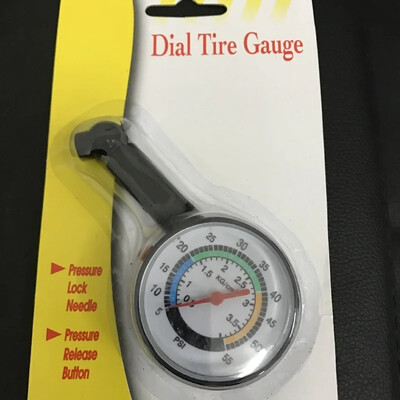 Dial Tire Gauge
Pressure
Lock
Needle
Pressure
Release
Button
5 10 15 20 25 30 35 40 45 50 55
0 1 1.5 2 2.5 3 3.5
PSI